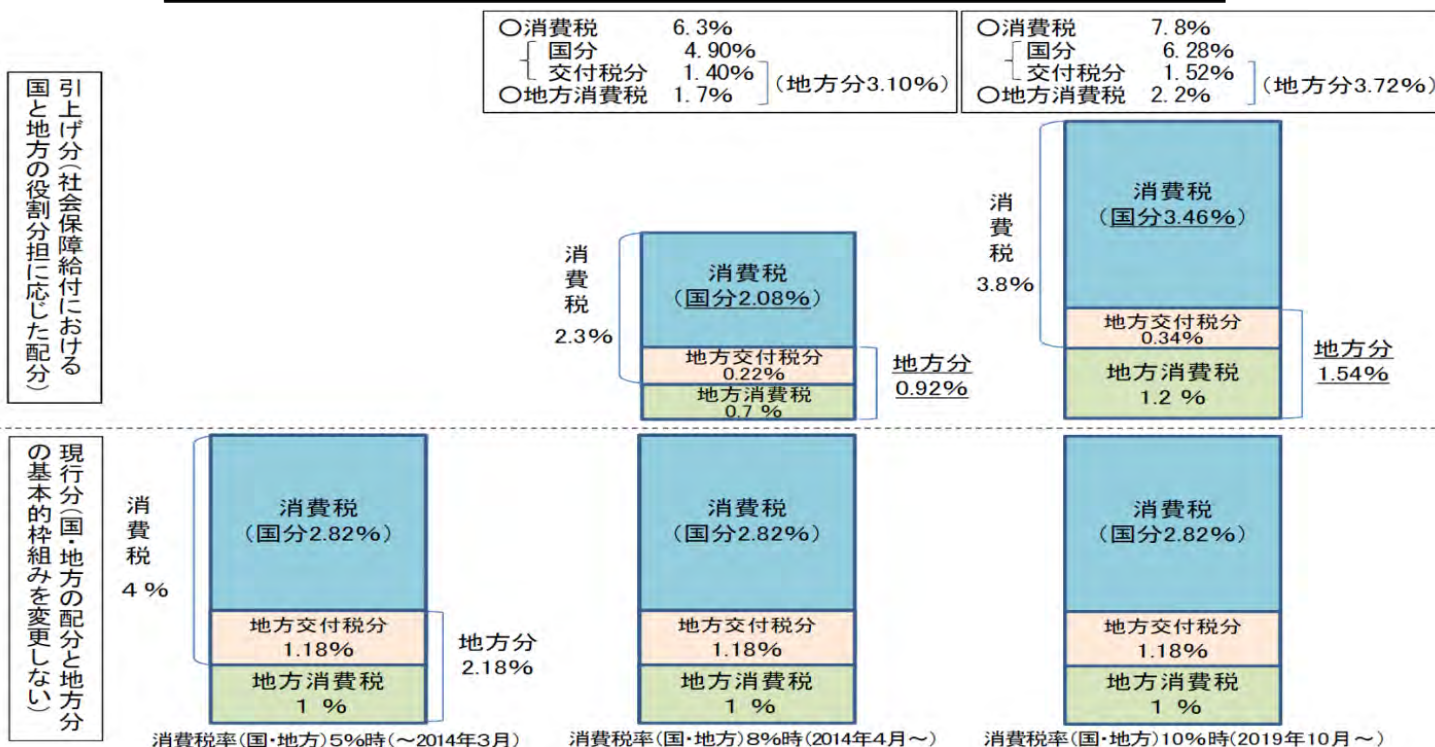 〇消費税 6.3%
国分 4.90%
交付税分 1.40%
〇地方消費税 1.7%
(地方分3.10%)
〇消費税 7.8%
国分 6.28%
交付税分 1.52%
〇地方消費税 2.2%
(地方分3.72%)
引上げ分(社会保障給付における
国と地方の役割分担に応じた配分)
消費税
2.3%
消費税
(国分2.08%)
地方交付税分
0.22%
地方消費税
0.7 %
地方分
0.92%
消費税
3.8%
消費税
(国分3.46%)
地方交付税分
0.34%
地方消費税
1.2 %
地方分
1.54%
現行分(国・地方の配分と地方分
の基本的枠組みを変更しない)
消費税
4 %
消費税
(国分2.82%)
地方交付税分
1.18%
地方消費税
1 %
地方分
2.18%
消費税
(国分2.82%)
地方交付税分
1.18%
地方消費税
1 %
消費税
(国分2.82%)
地方交付税分
1.18%
地方消費税
1 %
消費税率(国・地方)5%時(~2014年3月)
消費税率(国・地方)8%時(2014年4月~)
消費税率(国・地方)10%時(2019年10月~)